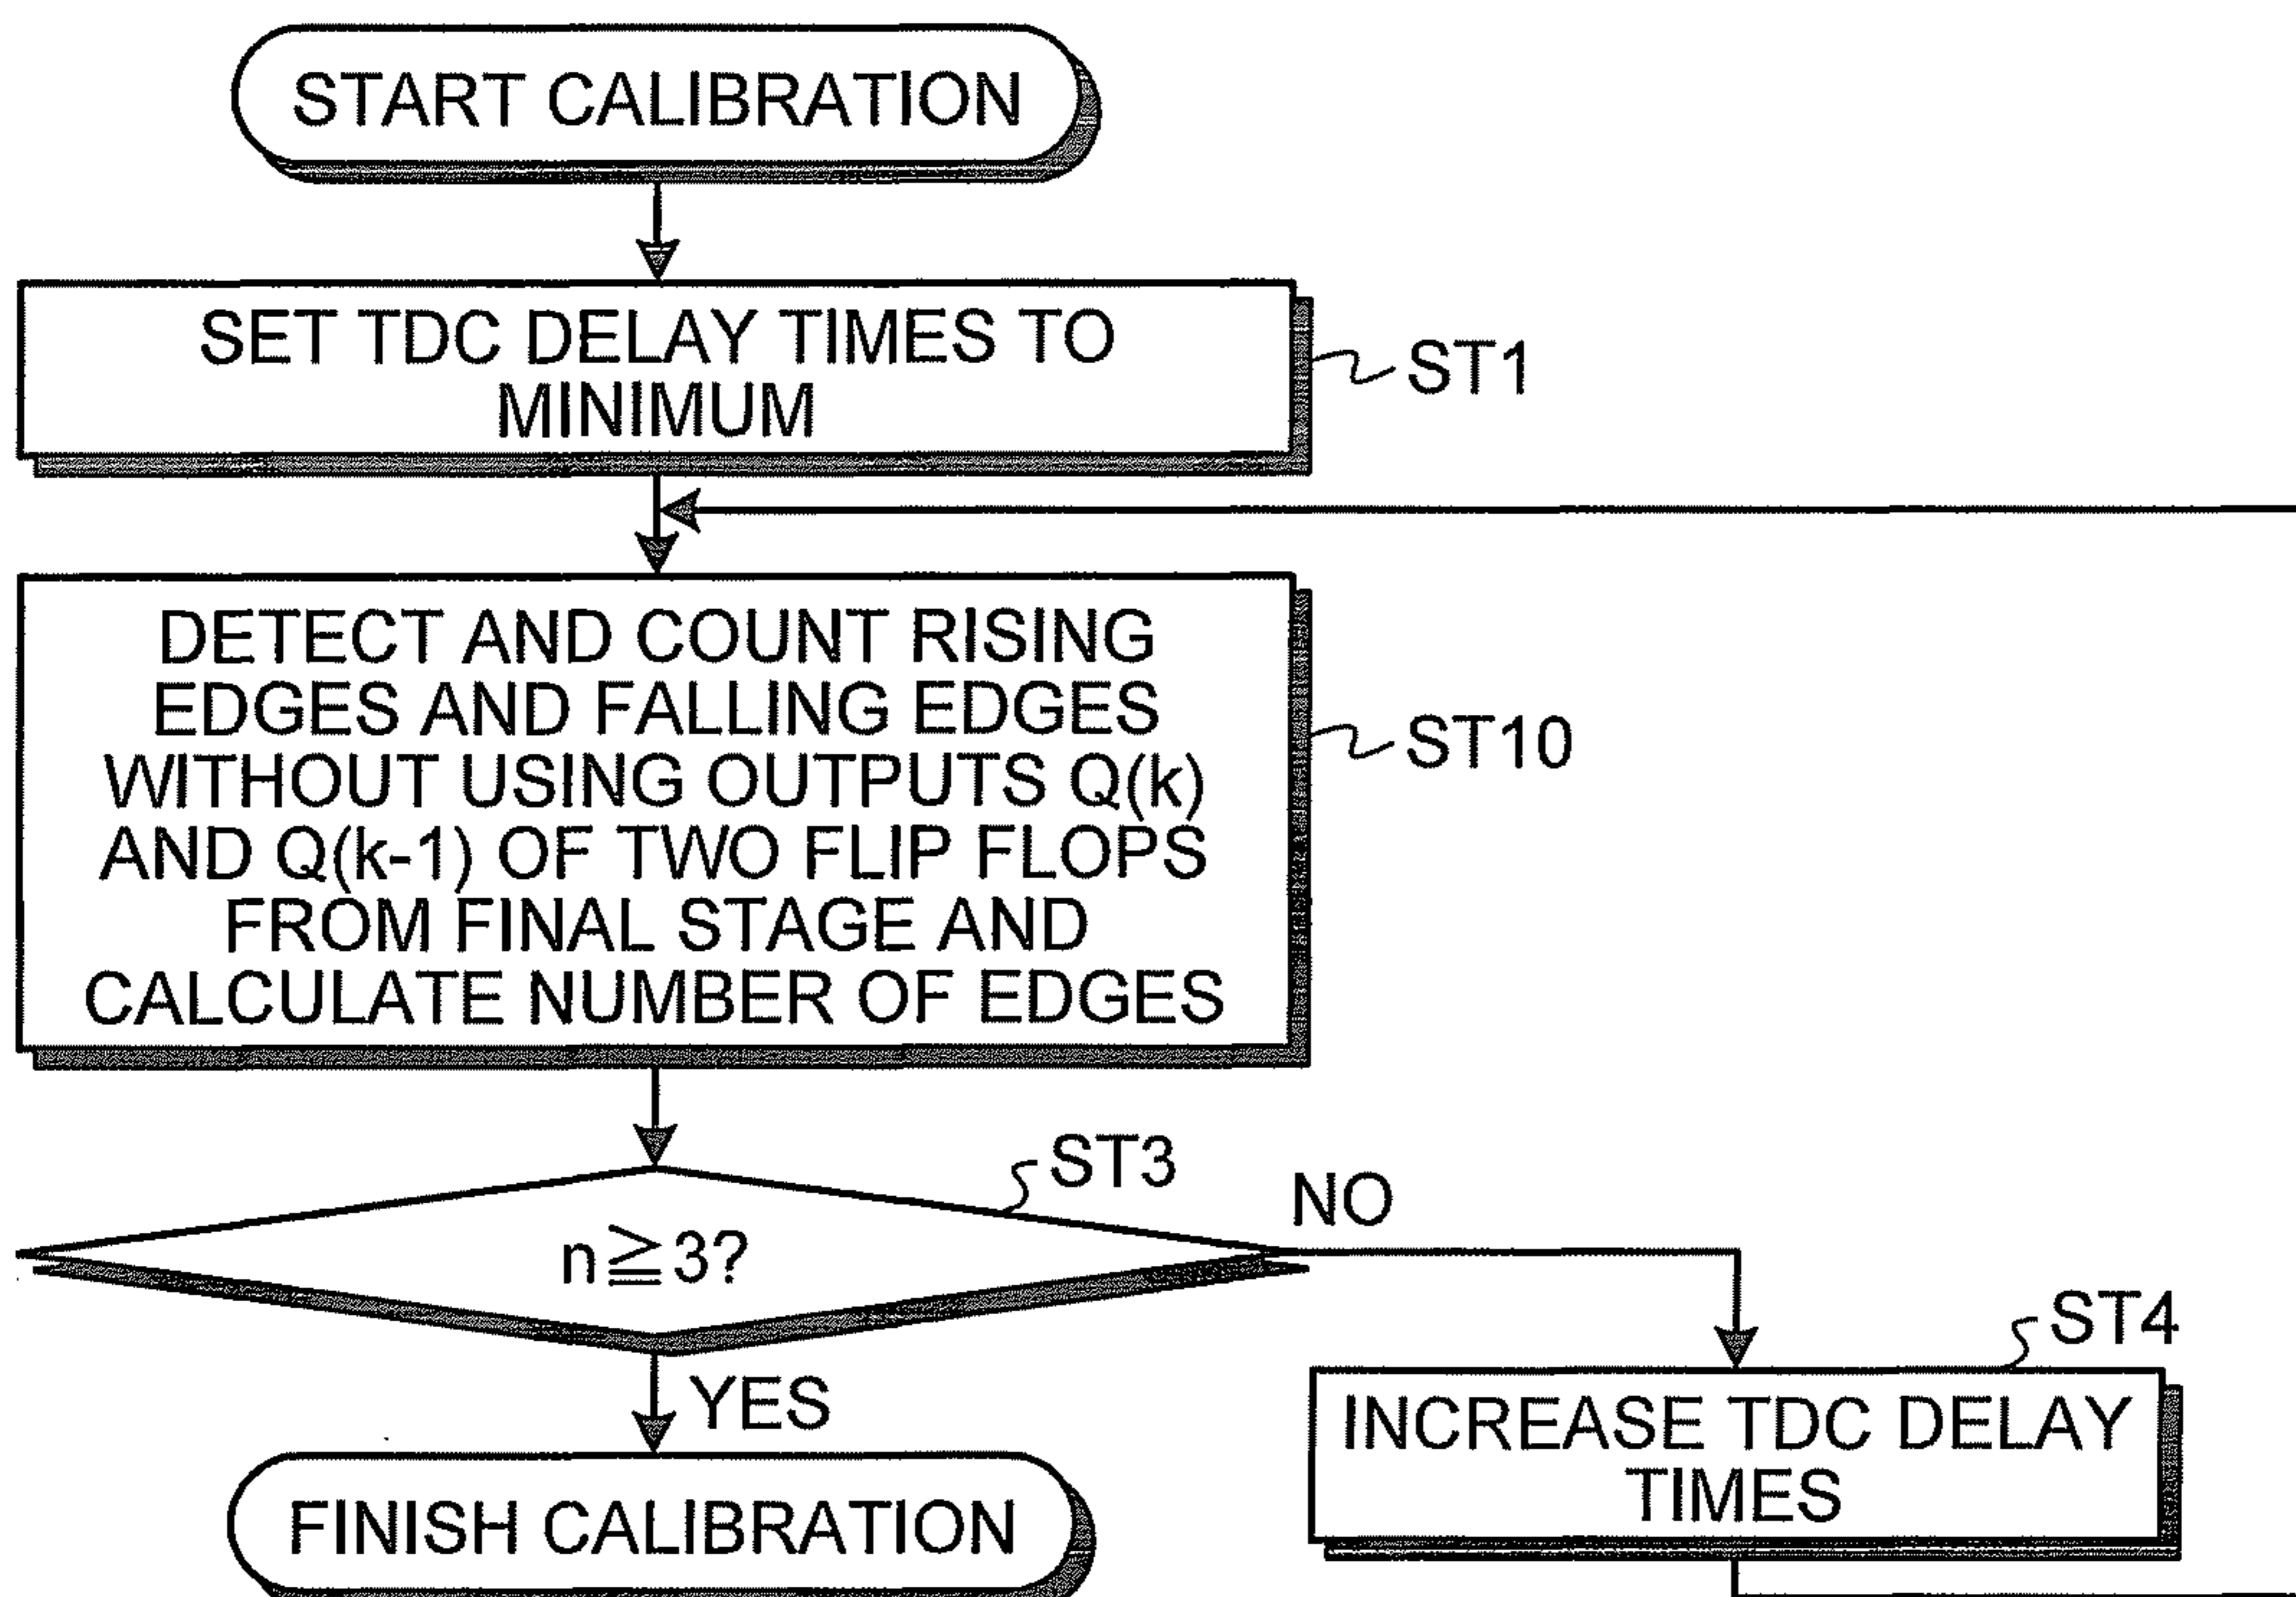 START CALIBRATION
SET TDC DELAY TIMES TO
MINIMUM
ST1
DETECT AND COUNT RISING
EDGES AND FALLING EDGES
WITHOUT USING OUTPUTS Q(k)
AND Q(k-1) OF TWO FLIP FLOPS
FROM FINAL STAGE AND
CALCULATE NUMBER OF EDGES
ST10
ST3
n≧3?
NO
YES
ST4
INCREASE TDC DELAY
TIMES
FINISH CALIBRATION